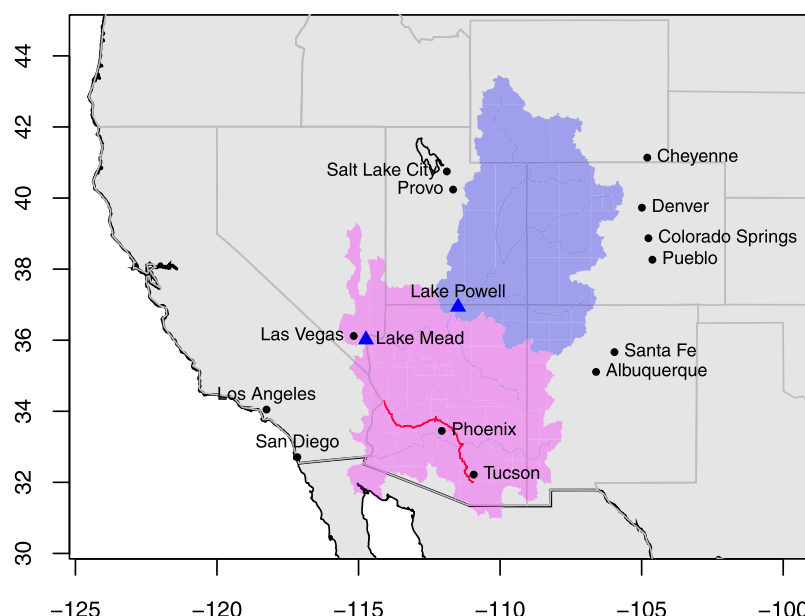 44
42
40
38
36
34
32
30
Cheyenne
Salt Lake City
Provo
Denver
Colorado Springs
Pueblo
Lake Powell
Las Vegas
Lake Mead
Santa Fe
Albuquerque
Los Angeles
Phoenix
San Diego
Tucson
−125
−120
−115
−110
−105
−100